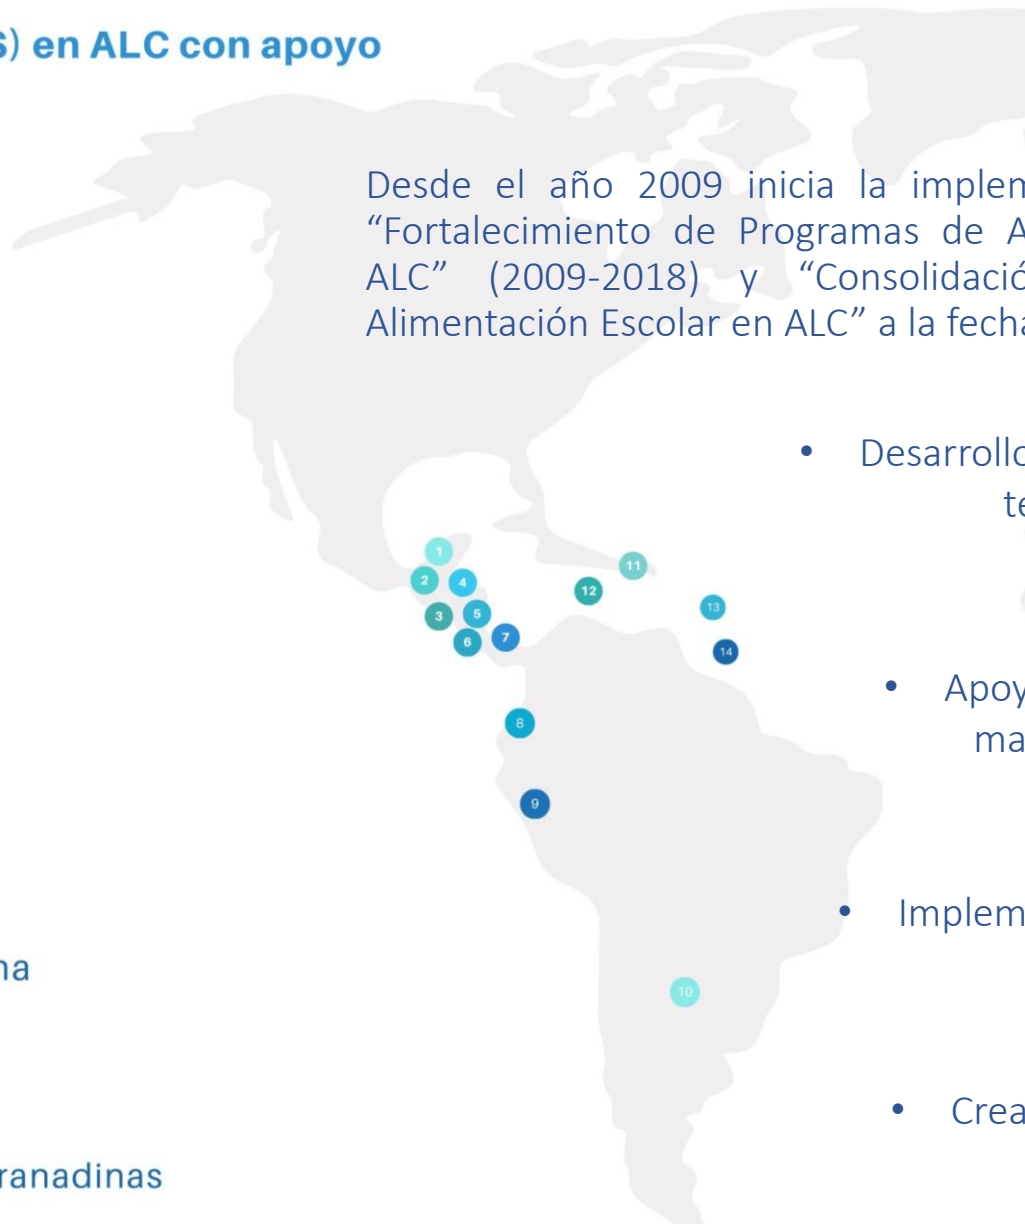 S) en ALC con apoyo
Desde el año 2009 inicia la implem
“Fortalecimiento de Programas de A
ALC” (2009-2018) y “Consolidació
Alimentación Escolar en ALC” a la fecha
• Desarrollo
te
1
2
4
3
5
6
7
11
12
13
14
• Apoy
ma
8
9
• Implem
na
10
• Crea
ranadinas